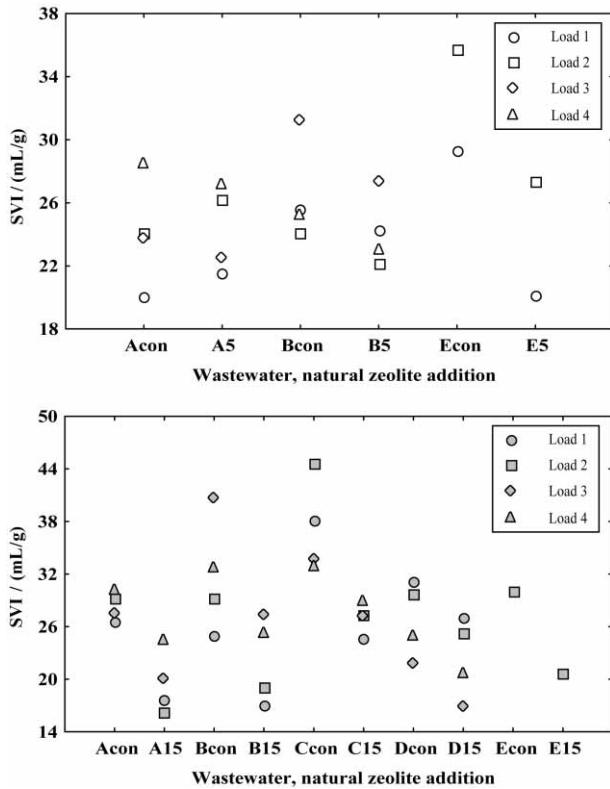 38
34
30
26
22
18
SVI / (mL/g)
Load 1
Load 2
Load 3
Load 4
Acon A5 Bcon B5 Econ E5
Wastewater, natural zeolite addition
50
44
38
32
26
20
14
SVI / (mL/g)
Load 1
Load 2
Load 3
Load 4
Acon A15 Bcon B15 Ccon C15 Dcon D15 Econ E15
Wastewater, natural zeolite addition